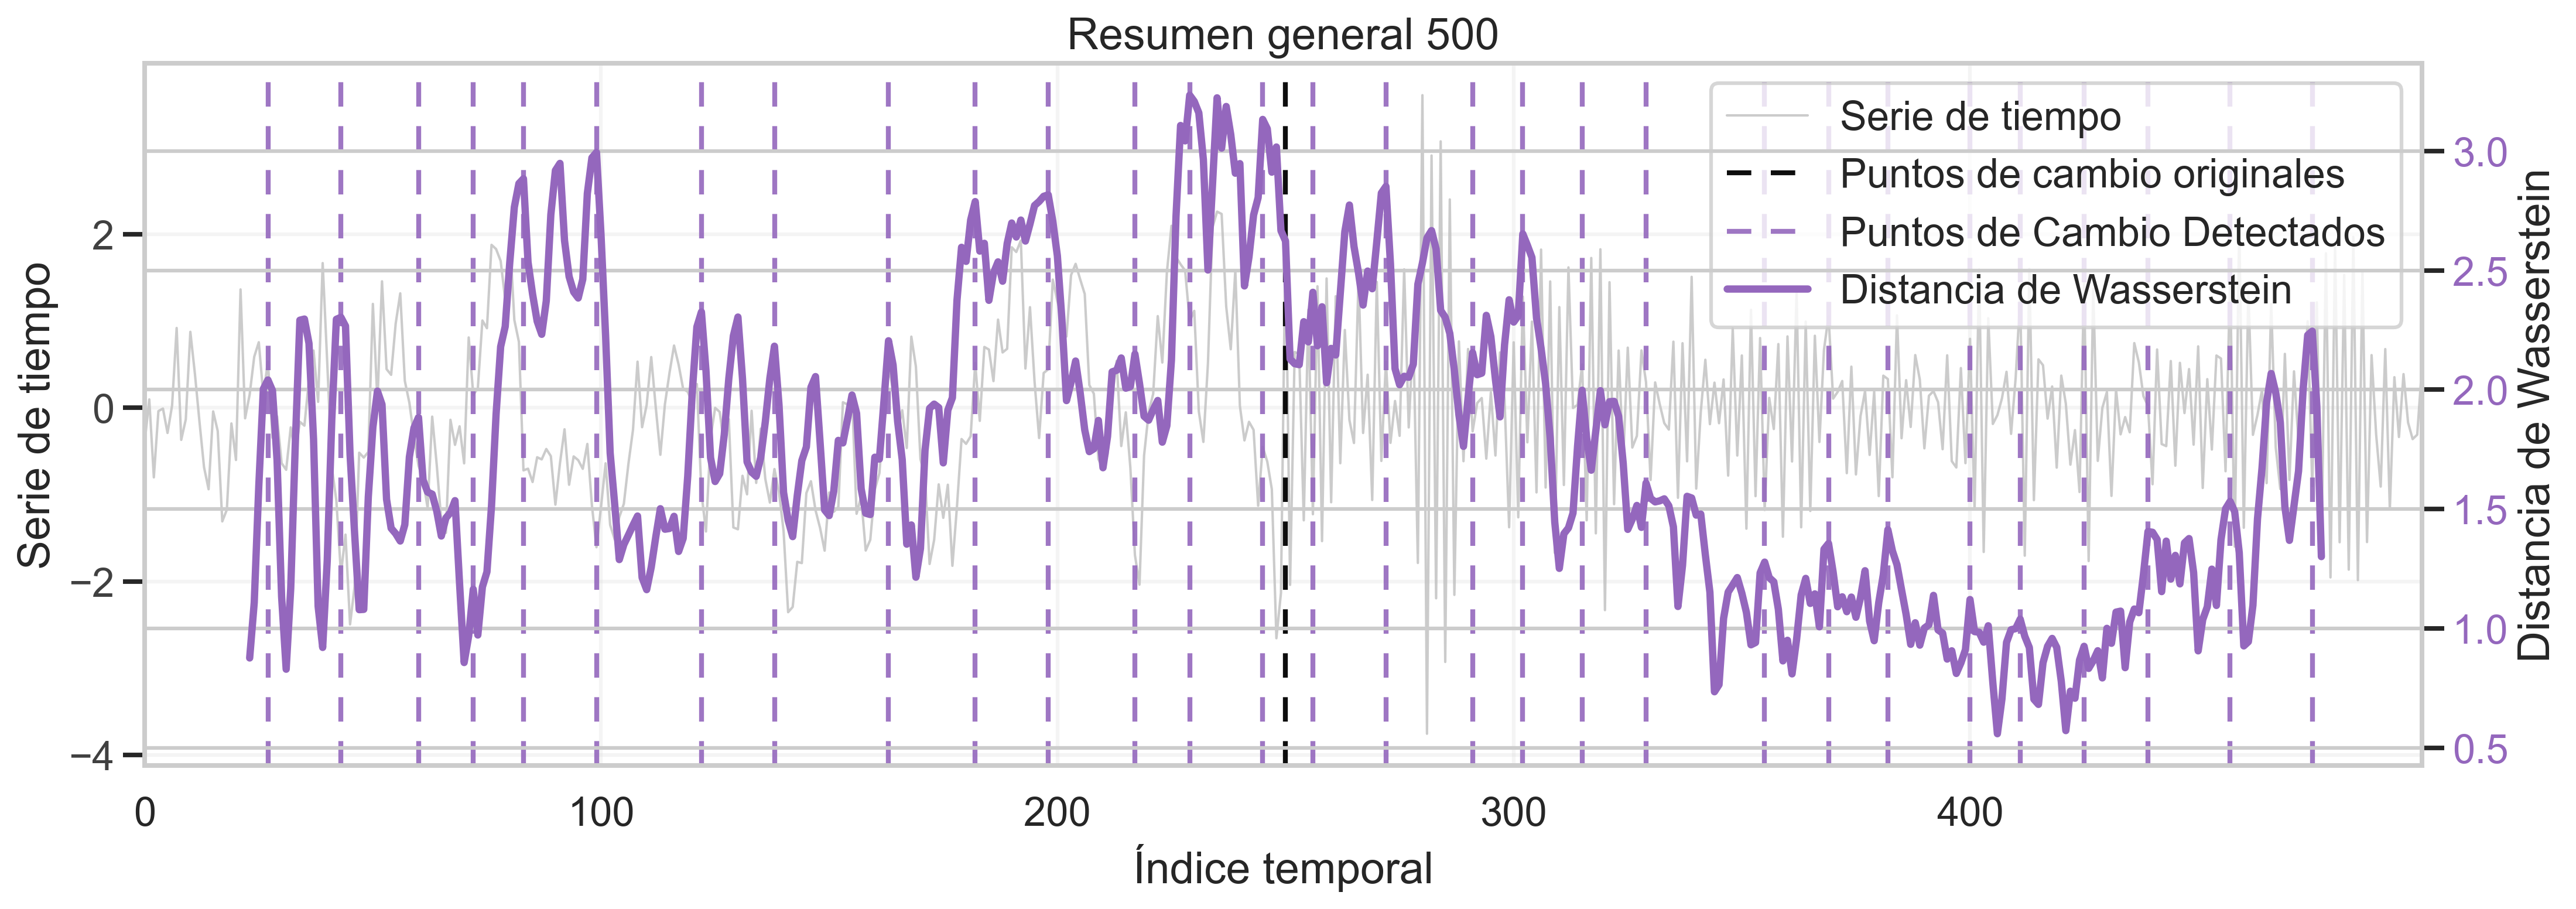 Resumen general 500
Serie de tiempo
2
0
−2
−4
Serie de tiempo
Puntos de cambio originales
Puntos de Cambio Detectados
Distancia de Wasserstein
3.0
2.5
2.0
1.5
1.0
0.5
Distancia de Wasserstein
0 100 200 300 400
Índice temporal